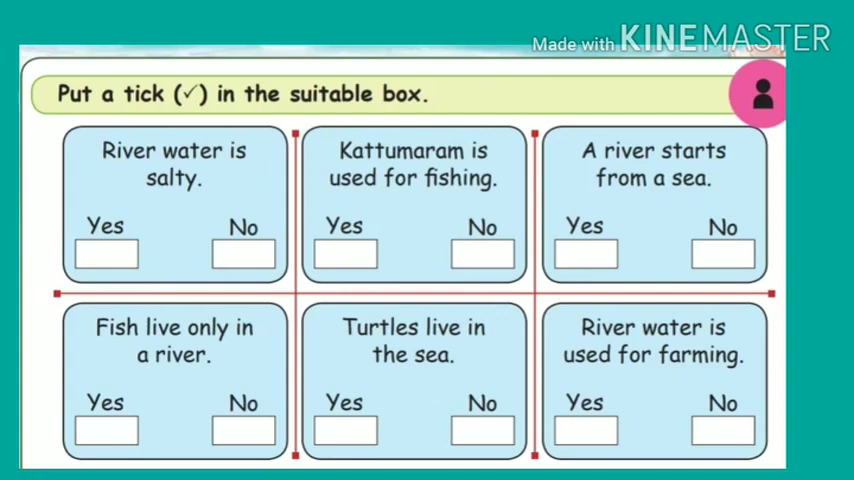 Made with KINEMASTER
Put a tick (✓) in the suitable box.
River water is
salty.
Yes No
Kattumaram is
used for fishing.
Yes No
A river starts
from a sea.
Yes No
Fish live only in
a river.
Yes No
Turtles live in
the sea.
Yes No
River water is
used for farming.
Yes No